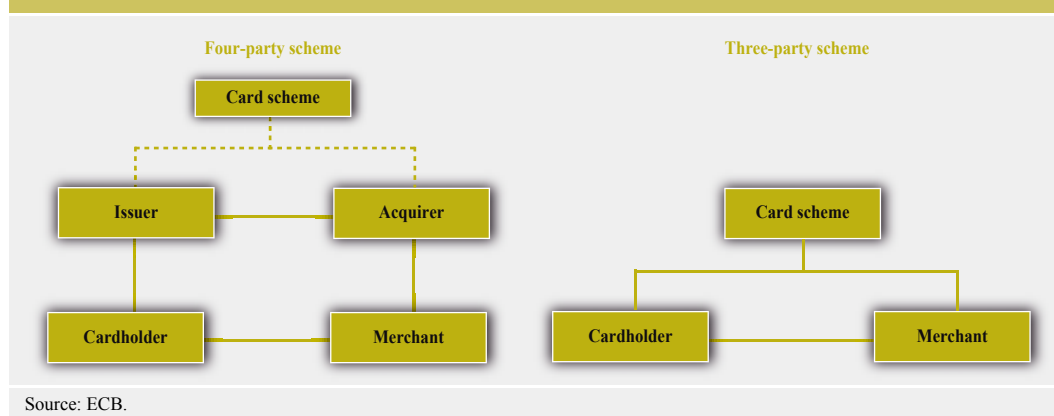 Four-party scheme
Card scheme
Issuer
Acquirer
Cardholder
Merchant
Three-party scheme
Card scheme
Cardholder
Merchant
Source: ECB.